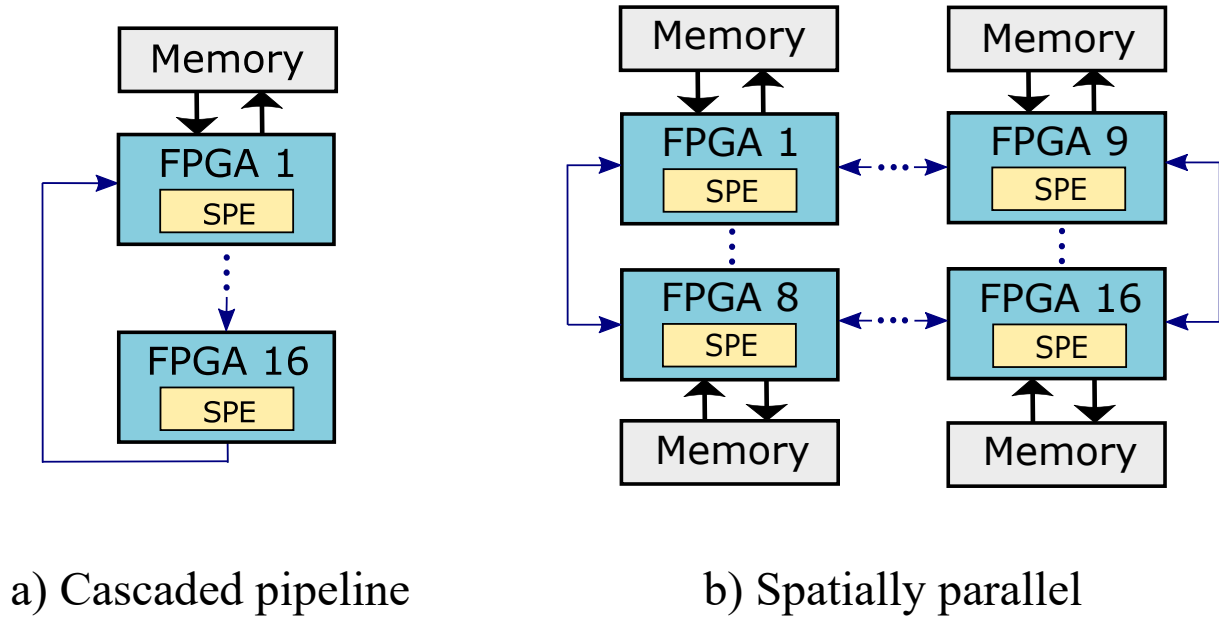 Memory
FPGA 1
SPE
FPGA 16
SPE
a) Cascaded pipeline
Memory
Memory
FPGA 1
SPE
FPGA 9
SPE
FPGA 8
SPE
FPGA 16
SPE
Memory
Memory
b) Spatially parallel